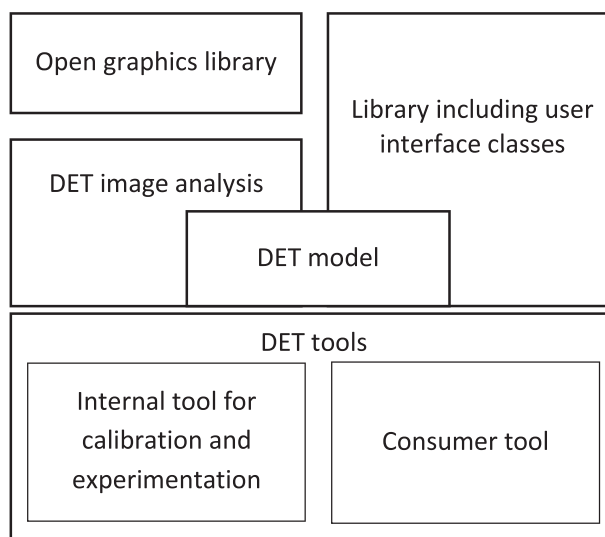 Open graphics library
Library including user
interface classes
DET image analysis
DET model
DET tools
Internal tool for
calibration and
experimentation
Consumer tool